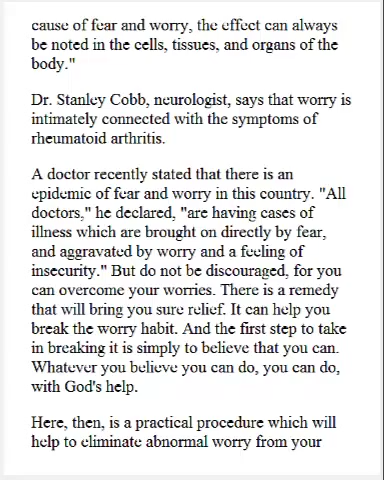 cause of fear and worry, the effect can always
be noted in the cells, tissues, and organs of the
body."
Dr. Stanley Cobb, neurologist, says that worry is
intimately connected with the symptoms of
rheumatoid arthritis.
A doctor recently stated that there is an
epidemic of fear and worry in this country. "All
doctors," he declared, "are having cases of
illness which are brought on directly by fear,
and aggravated by worry and a feeling of
insecurity." But do not be discouraged, for you
can overcome your worries. There is a remedy
that will bring you sure relief. It can help you
break the worry habit. And the first step to take
in breaking it is simply to believe that you can.
Whatever you believe you can do, you can do,
with God's help.
Here, then, is a practical procedure which will
help to eliminate abnormal worry from your